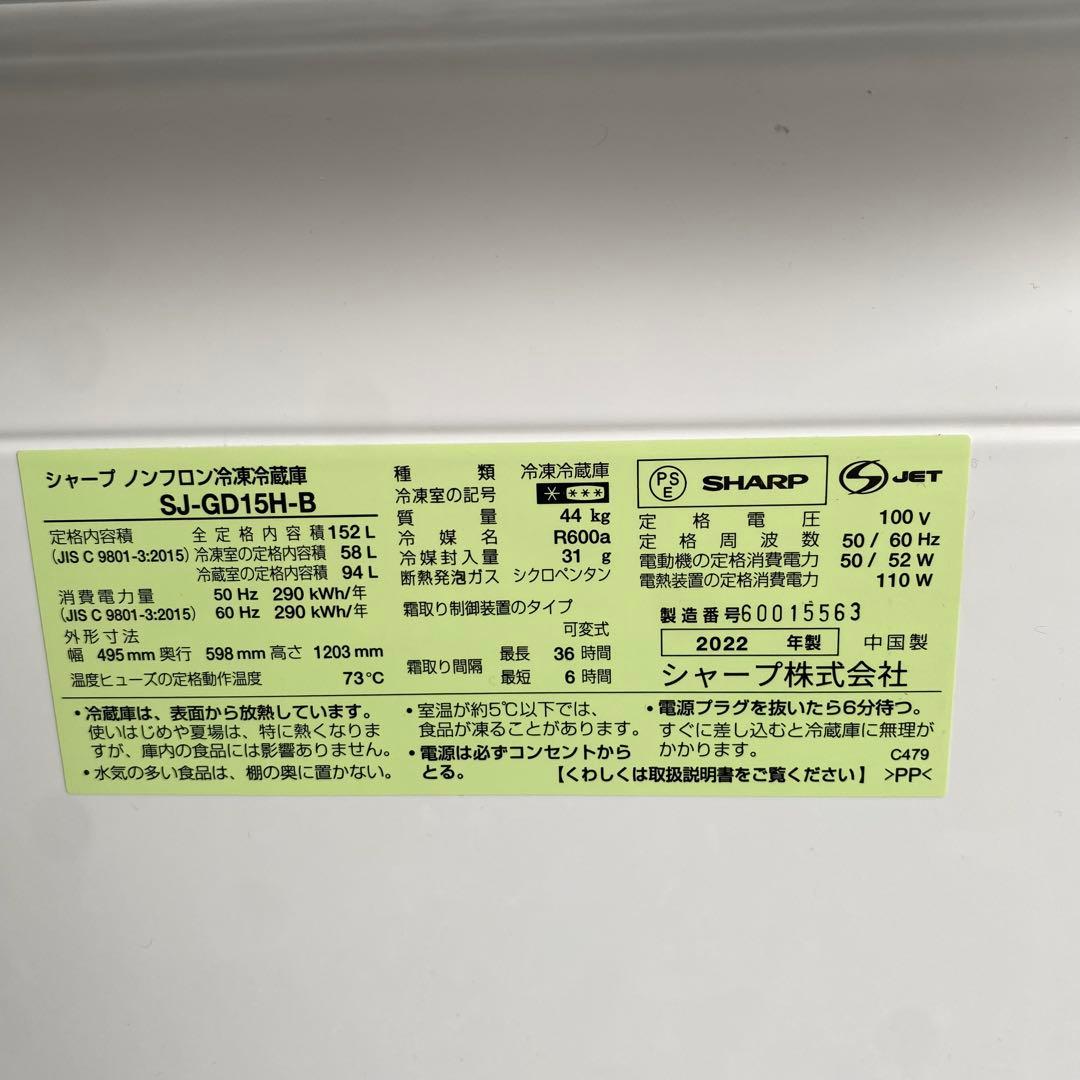 シャープ ノンフロン冷凍冷蔵庫
SJ-GD15H-B
定格内容積 全定格内容積 152 L
(JIS C 9801-3:2015) 冷凍室の定格内容積 58 L
冷蔵室の定格内容積 94 L
消費電力量 50 Hz 290 kWh/年
(JIS C 9801-3:2015) 60 Hz 290 kWh/年
外形寸法
幅 495 mm 奥行 598 mm 高さ 1203 mm
温度ヒューズの定格動作温度 73℃
種類 冷凍冷蔵庫
冷凍室の記号 * ***
質量 44 kg
冷媒名 R600a
冷媒封入量 31 g
断熱発泡ガス シクロペンタン
霜取り制御装置のタイプ
可変式
霜取り間隔 最長 36 時間
最短 6 時間
PS E SHARP JET
定格電圧 100 V
定格周波数 50 / 60 Hz
電動機の定格消費電力 50 / 52 W
電熱装置の定格消費電力 110 W
製造番号 60015563
2022 年製 中国製
シャープ株式会社
・冷蔵庫は、表面から放熱しています。
使いはじめや夏場は、特に熱くなりま
すが、庫内の食品には影響ありません。
・水気の多い食品は、棚の奥に置かない。
・室温が約5℃以下では、
食品が凍ることがあります。
・電源は必ずコンセントから
とる。
・電源プラグを抜いたら6分待つ。
すぐに差し込むと冷蔵庫に無理が
かかります。 C479
【くわしくは取扱説明書をご覧ください】 >PP<